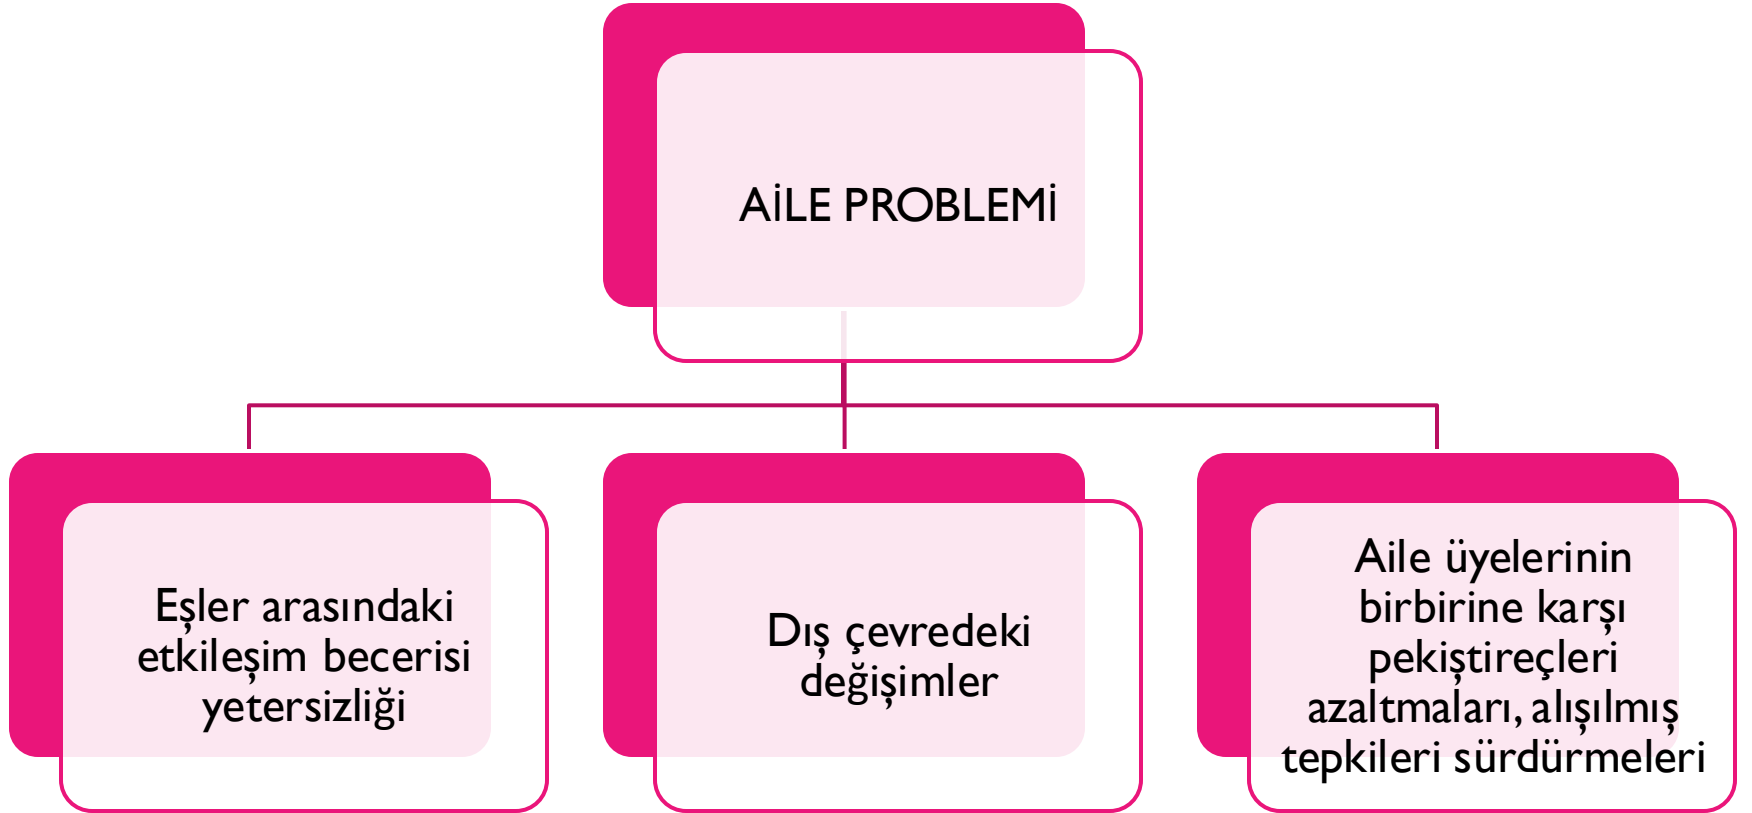 AİLE PROBLEMİ
Eşler arasındaki
etkileşim becerisi
yetersizliği
Dış çevredeki
değişimler
Aile üyelerinin
birbirine karşı
pekiştireçleri
azaltmaları, alışılmış
tepkileri sürdürmeleri